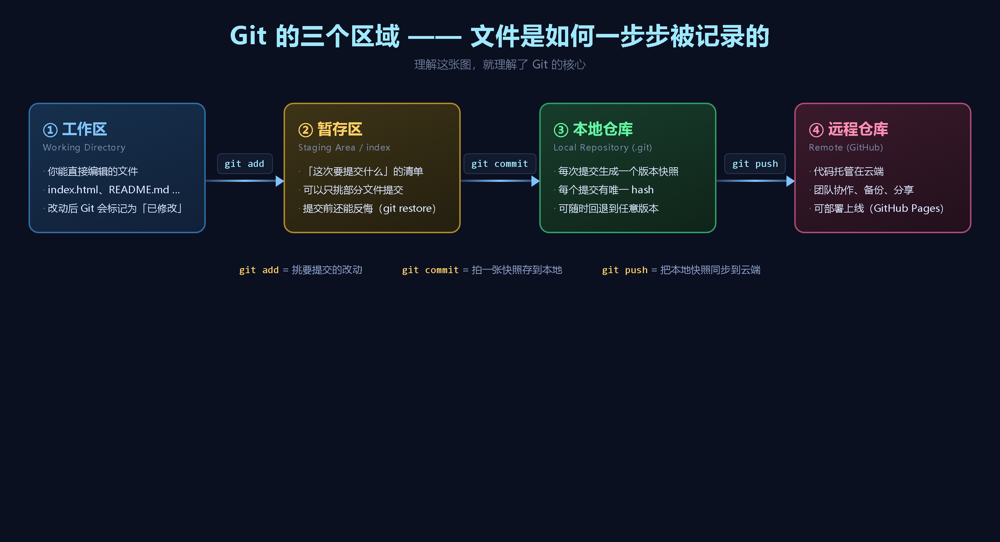 Git 的三个区域 —— 文件是如何一步步被记录的
理解这张图，就理解了 Git 的核心
① 工作区
Working Directory
· 你能直接编辑的文件
· index.html、README.md ...
· 改动后 Git 会标记为「已修改」
git add
② 暂存区
Staging Area / index
· 「这次要提交什么」的清单
· 可以只挑部分文件提交
· 提交前还能反悔（git restore）
git commit
③ 本地仓库
Local Repository (.git)
· 每次提交生成一个版本快照
· 每个提交有唯一 hash
· 可随时回退到任意版本
git push
④ 远程仓库
Remote (GitHub)
· 代码托管在云端
· 团队协作、备份、分享
· 可部署上线（GitHub Pages）
git add = 挑要提交的改动
git commit = 拍一张快照存到本地
git push = 把本地快照同步到云端